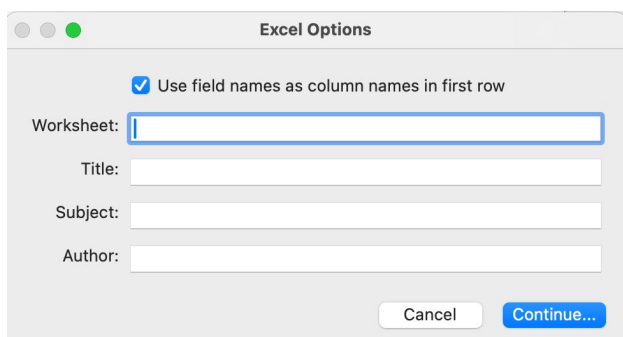 Excel Options
Use field names as column names in first row
Worksheet:
Title:
Subject:
Author:
Cancel
Continue...